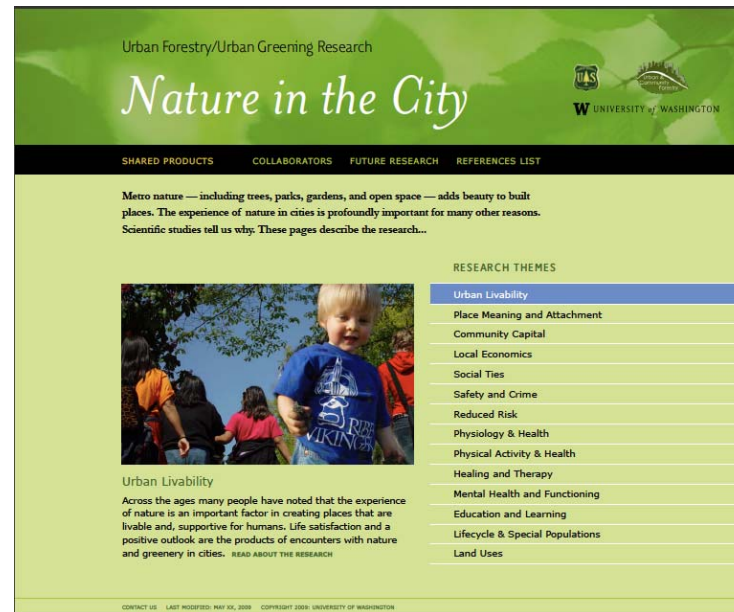 Urban Forestry/Urban Greening Research
Nature in the City
UAS
Urban &
Community
Forests
W UNIVERSITY of WASHINGTON
SHARED PRODUCTS COLLABORATORS FUTURE RESEARCH REFERENCES LIST
Metro nature — including trees, parks, gardens, and open space — adds beauty to built
places. The experience of nature in cities is profoundly important for many other reasons.
Scientific studies tell us why. These pages describe the research...
RESEARCH THEMES
Urban Livability
Place Meaning and Attachment
Community Capital
Local Economics
Social Ties
Safety and Crime
Reduced Risk
Physiology & Health
Physical Activity & Health
Healing and Therapy
Mental Health and Functioning
Education and Learning
Lifecycle & Special Populations
Land Uses
VIKING
Urban Livability
Across the ages many people have noted that the experience
of nature is an important factor in creating places that are
livable and, supportive for humans. Life satisfaction and a
positive outlook are the products of encounters with nature
and greenery in cities. READ ABOUT THE RESEARCH
CONTACT US LAST MODIFIED: MAY XX, 2009 COPYRIGHT 2009: UNIVERSITY OF WASHINGTON